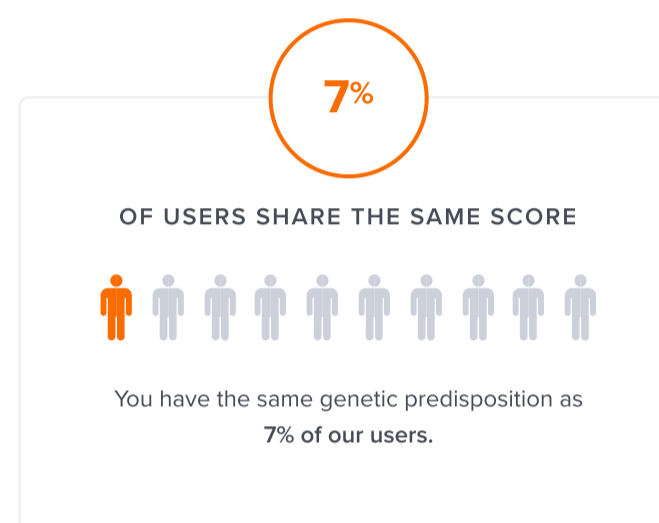 7%
OF USERS SHARE THE SAME SCORE
You have the same genetic predisposition as
7% of our users.